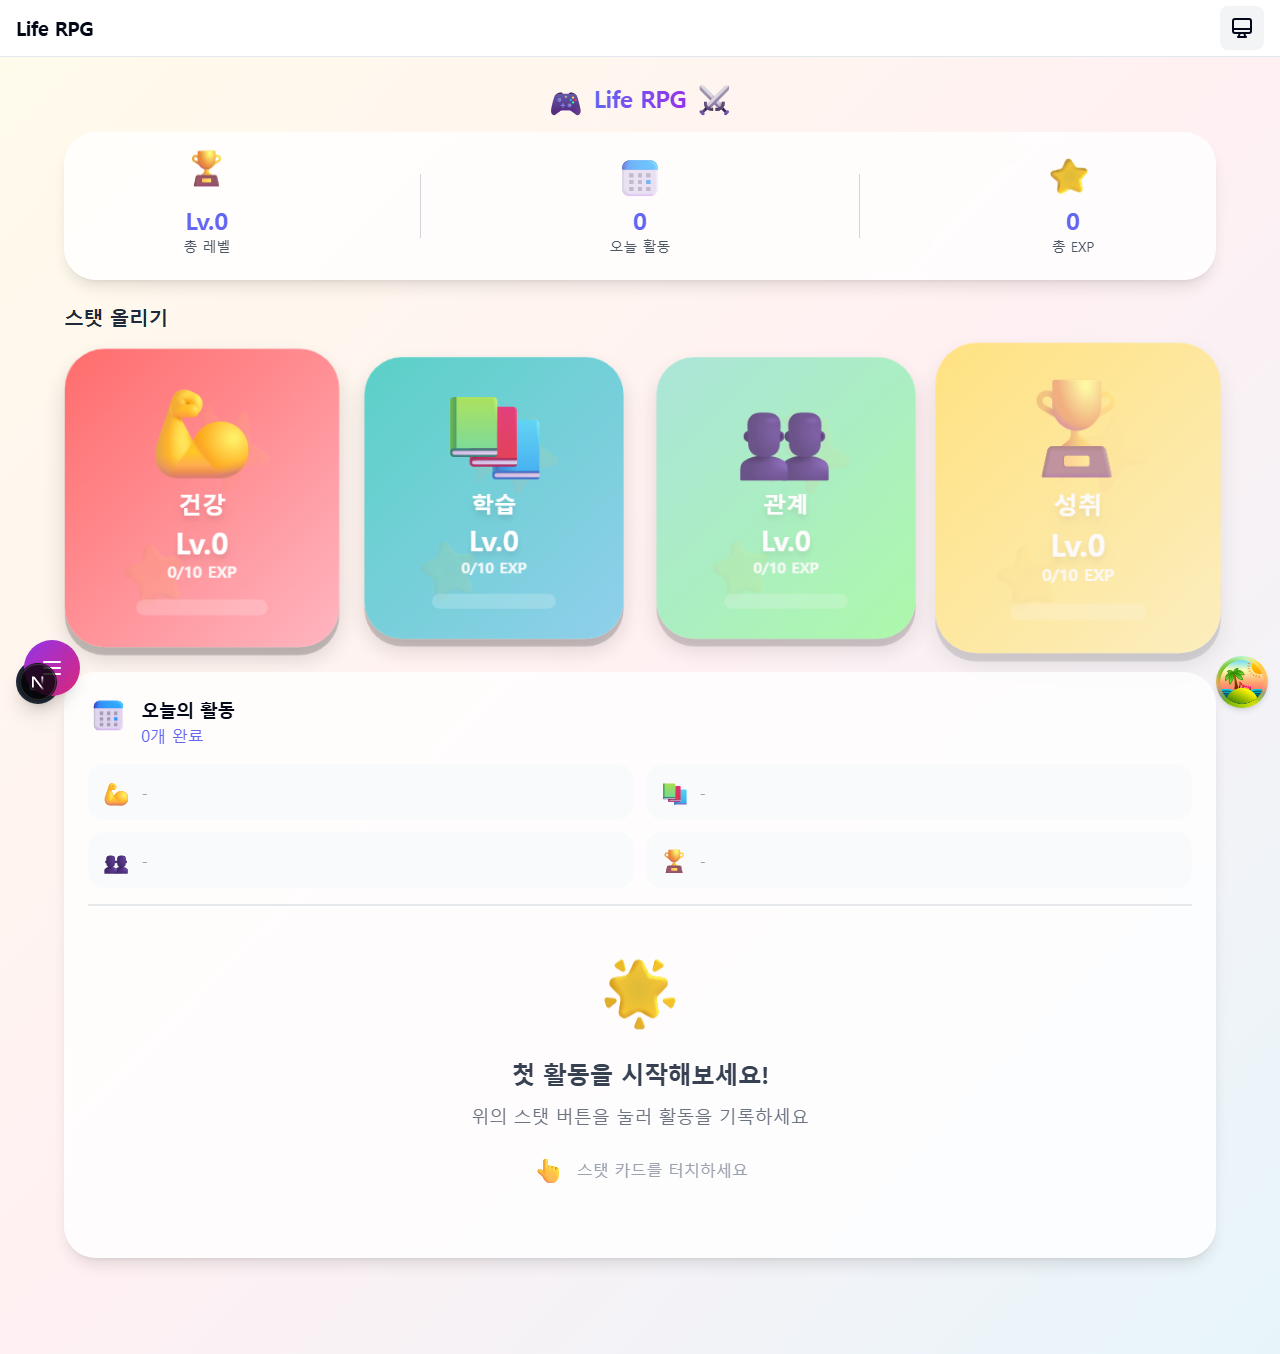 Life RPG
Life RPG
Lv.0
총 레벨
0
오늘 활동
0
총 EXP
스탯 올리기
건강
Lv.0
0/10 EXP
학습
Lv.0
0/10 EXP
관계
Lv.0
0/10 EXP
성취
Lv.0
0/10 EXP
N
오늘의 활동
0개 완료
-
-
-
-
첫 활동을 시작해보세요!
위의 스탯 버튼을 눌러 활동을 기록하세요
스탯 카드를 터치하세요